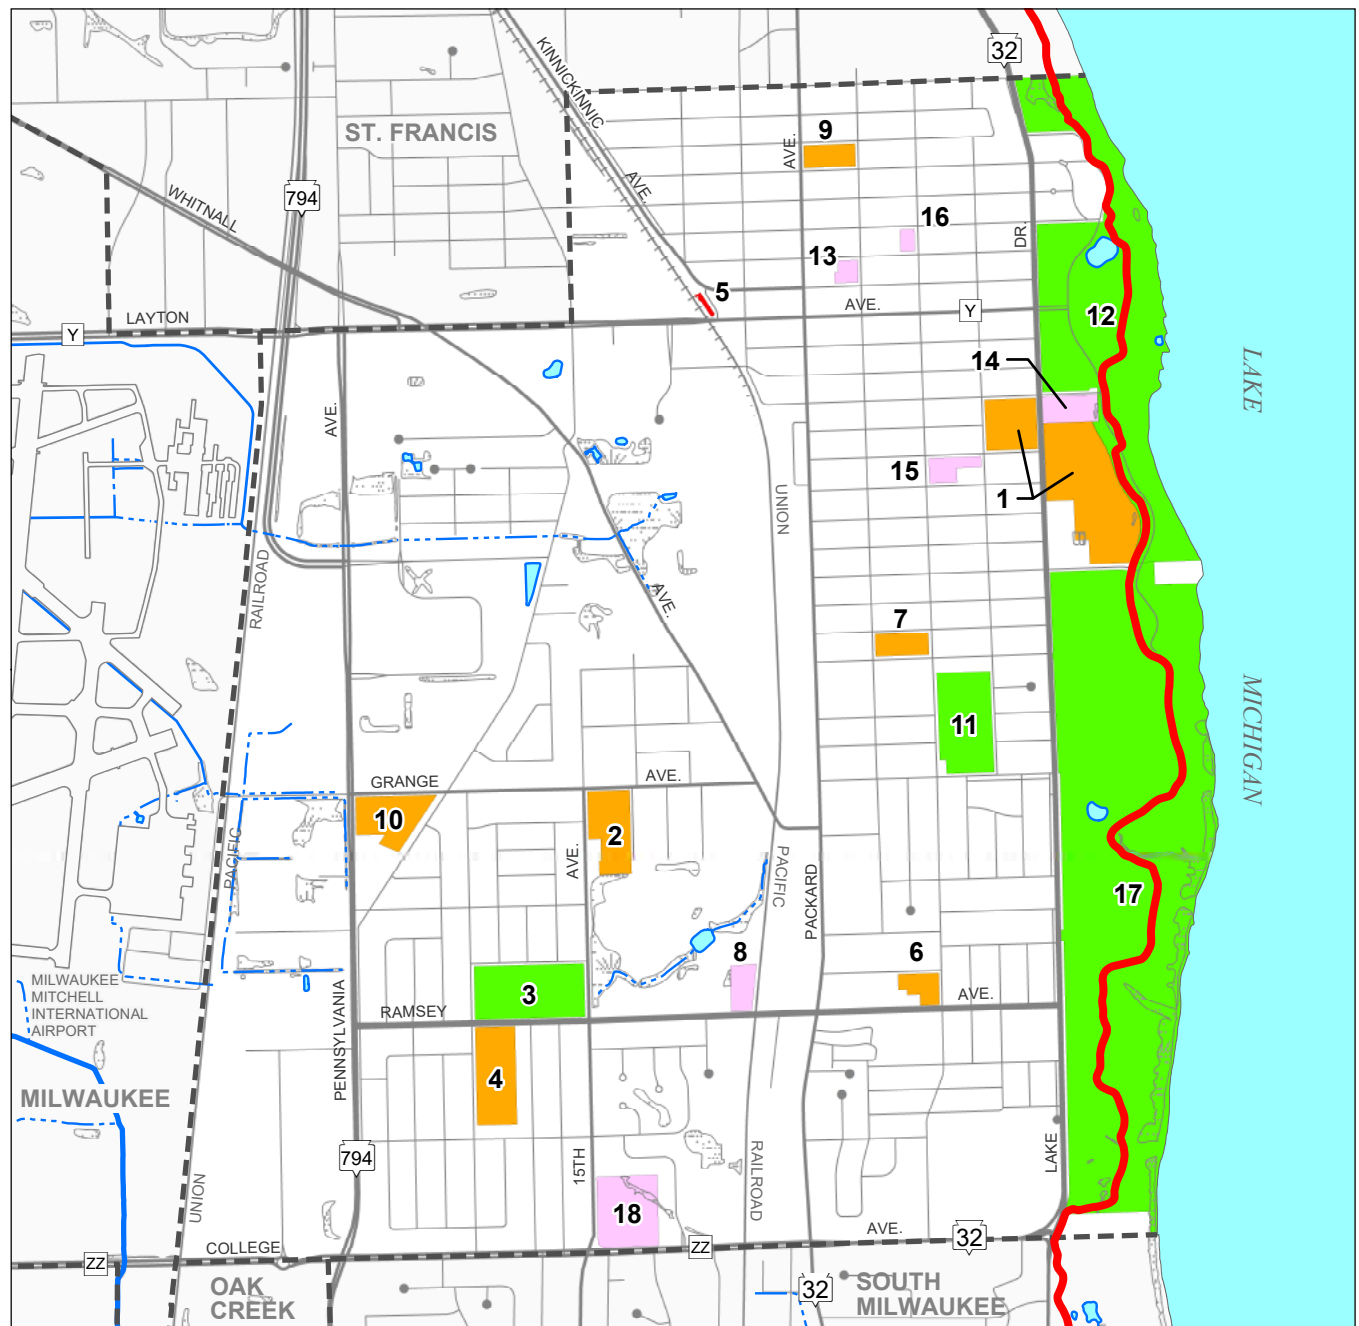 32
KINNICKINNIC
AVE.
ST. FRANCIS
9
AVE.
794
WHITNALL
16
DR.
13
5
AVE.
Y
LAYTON
Y
12
14
LAKE
AVE.
15
1
UNION
RAILROAD
AVE.
7
MICHIGAN
11
GRANGE
AVE.
10
2
PACIFIC
AVE.
PACIFIC
PACKARD
17
8
6
MILWAUKEE
MITCHELL
INTERNATIONAL
AIRPORT
3
AVE.
RAMSEY
PENNSYLVANIA
4
MILWAUKEE
794
15TH
RAILROAD
LAKE
UNION
18
AVE.
32
COLLEGE
ZZ
ZZ
OAK
CREEK
32
SOUTH
MILWAUKEE